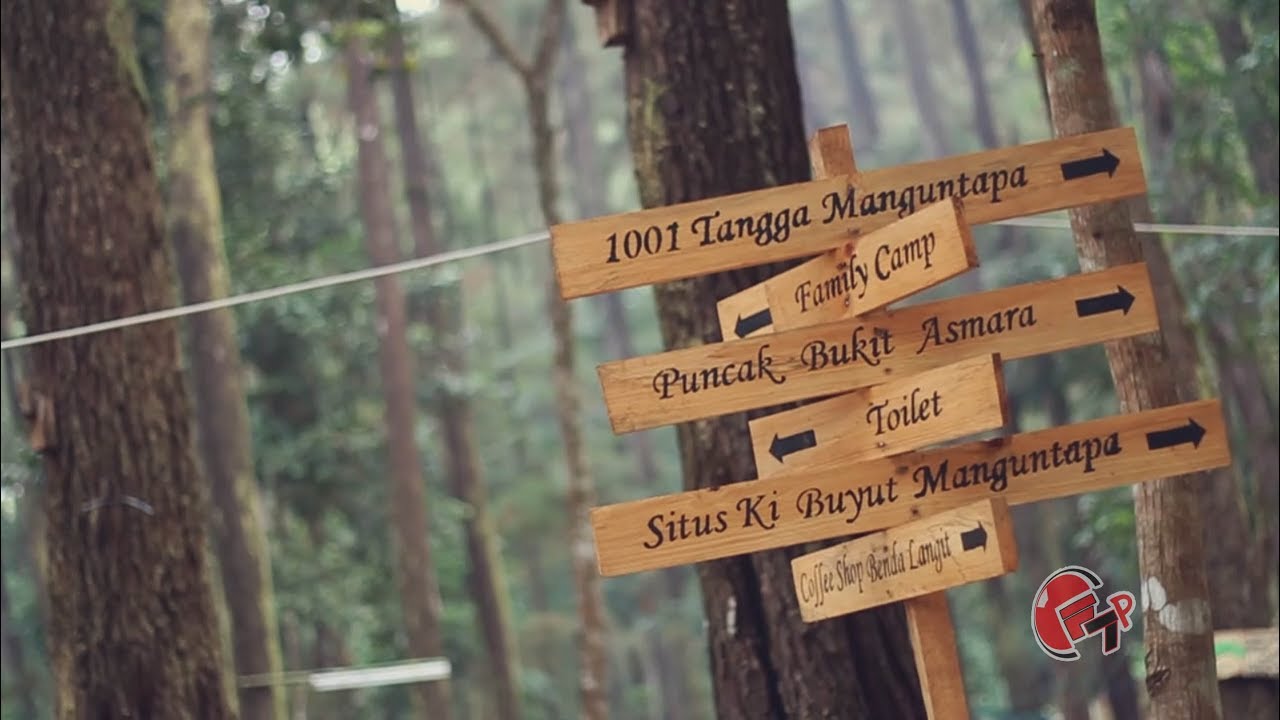 1001 Tangga Manguntapa
Family Camp
Puncak Bukit Asmara
Toilet
Situs Ki Buyut Manguntapa
Coffee Shop Benda Langit